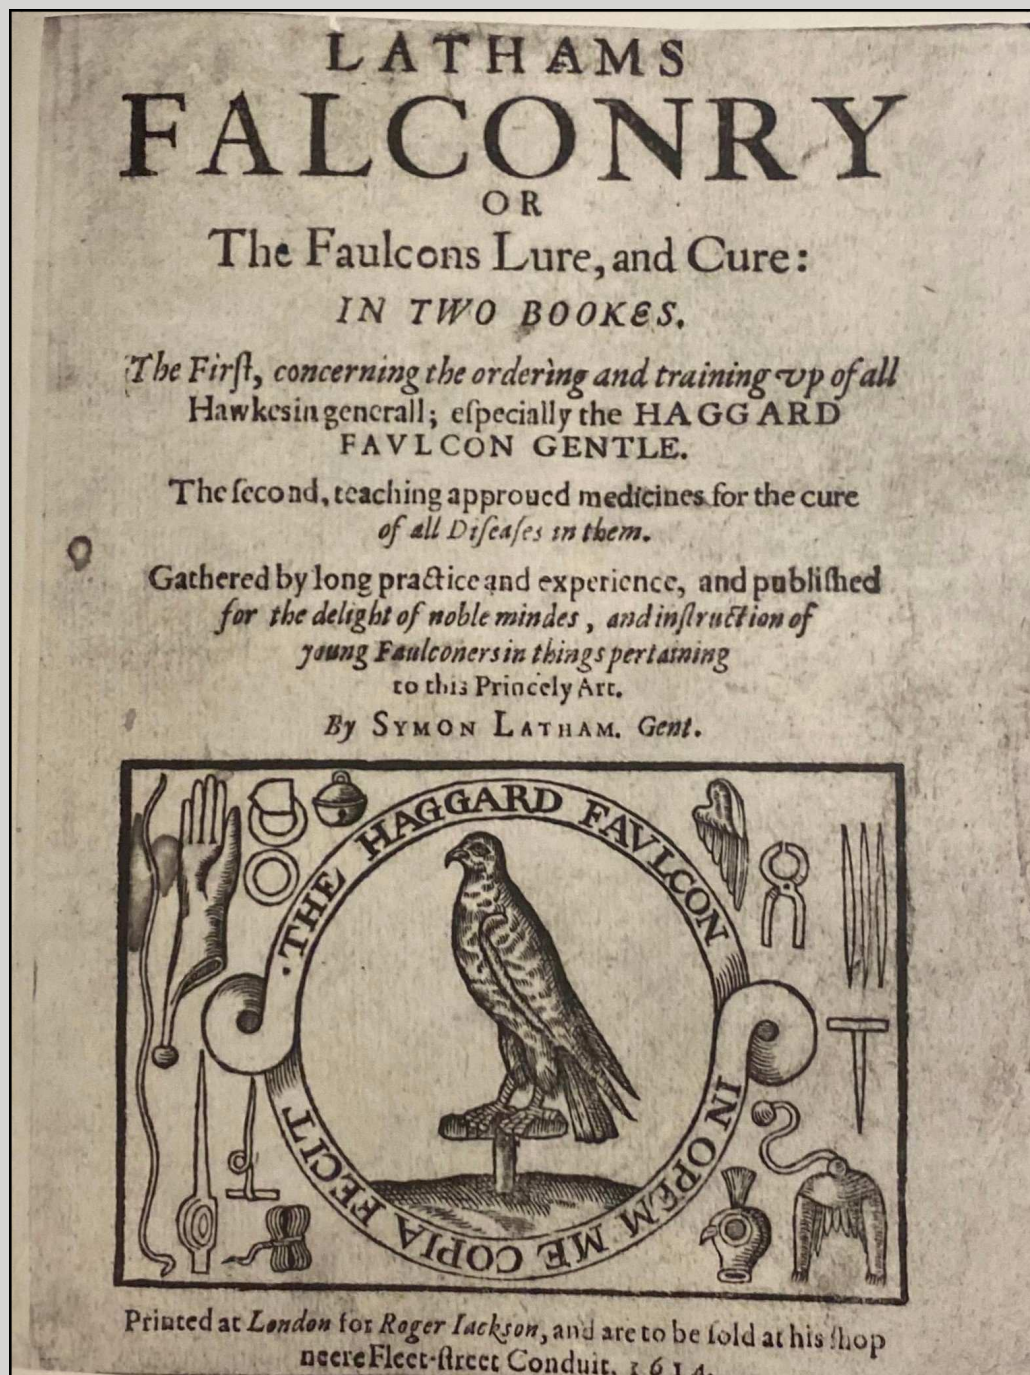 LATHAMS
FALCONRY
OR
The Faulcons Lure, and Cure:
IN TWO BOOKES.
The Firſt, concerning the ordering and training vp of all
Hawkes in generall; eſpecially the HAGGARD
FAVLCON GENTLE.
The ſecond, teaching approued medicines for the cure
of all Diſeaſes in them.
Gathered by long practice and experience, and publiſhed
for the delight of noble mindes, and inſtruction of
young Faulconers in things pertaining
to this Princely Art.
By SYMON LATHAM. Gent.
THE HAGGARD FAVLCON
IN OPEM ME COPIA FECIT
Printed at London for Roger Iackson, and are to be ſold at his ſhop
neere Fleet-ſtreet Conduit. 1614.